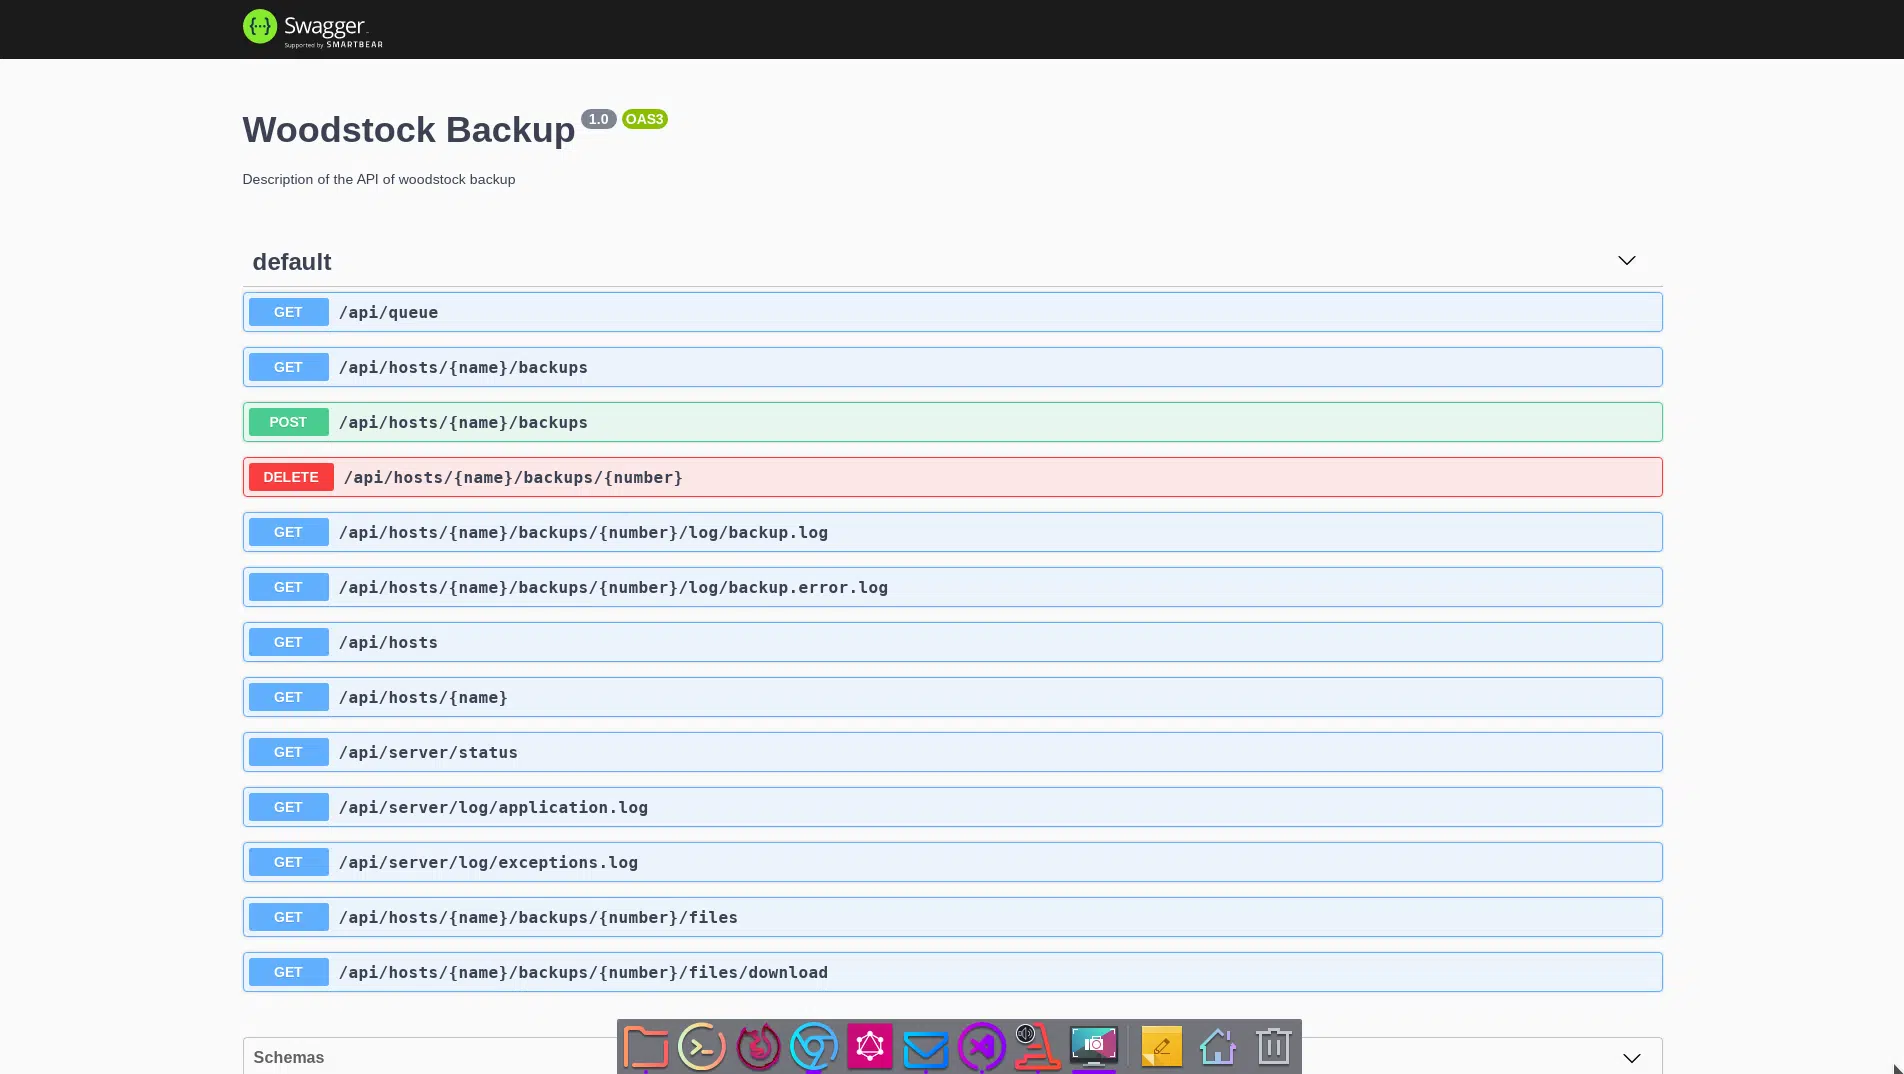 Swagger
Supported by SMARTBEAR
Woodstock Backup 1.0 OAS3
Description of the API of woodstock backup
default
GET /api/queue
GET /api/hosts/{name}/backups
POST /api/hosts/{name}/backups
DELETE /api/hosts/{name}/backups/{number}
GET /api/hosts/{name}/backups/{number}/log/backup.log
GET /api/hosts/{name}/backups/{number}/log/backup.error.log
GET /api/hosts
GET /api/hosts/{name}
GET /api/server/status
GET /api/server/log/application.log
GET /api/server/log/exceptions.log
GET /api/hosts/{name}/backups/{number}/files
GET /api/hosts/{name}/backups/{number}/files/download
Schemas